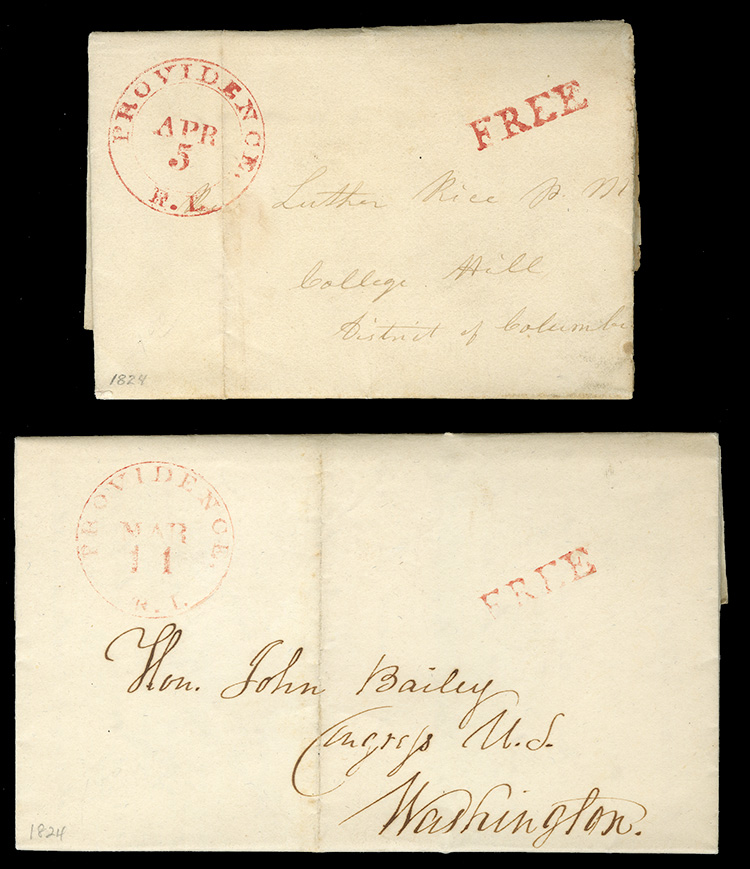 PROVIDENCE.
APR
5
R. I.
FREE
Luther Rice P. M
College Hill
District of Columbi
1824
PROVIDENCE.
MAR
11
R. I.
FREE
Hon. John Bailey
Congress U.S.
Washington.
1824